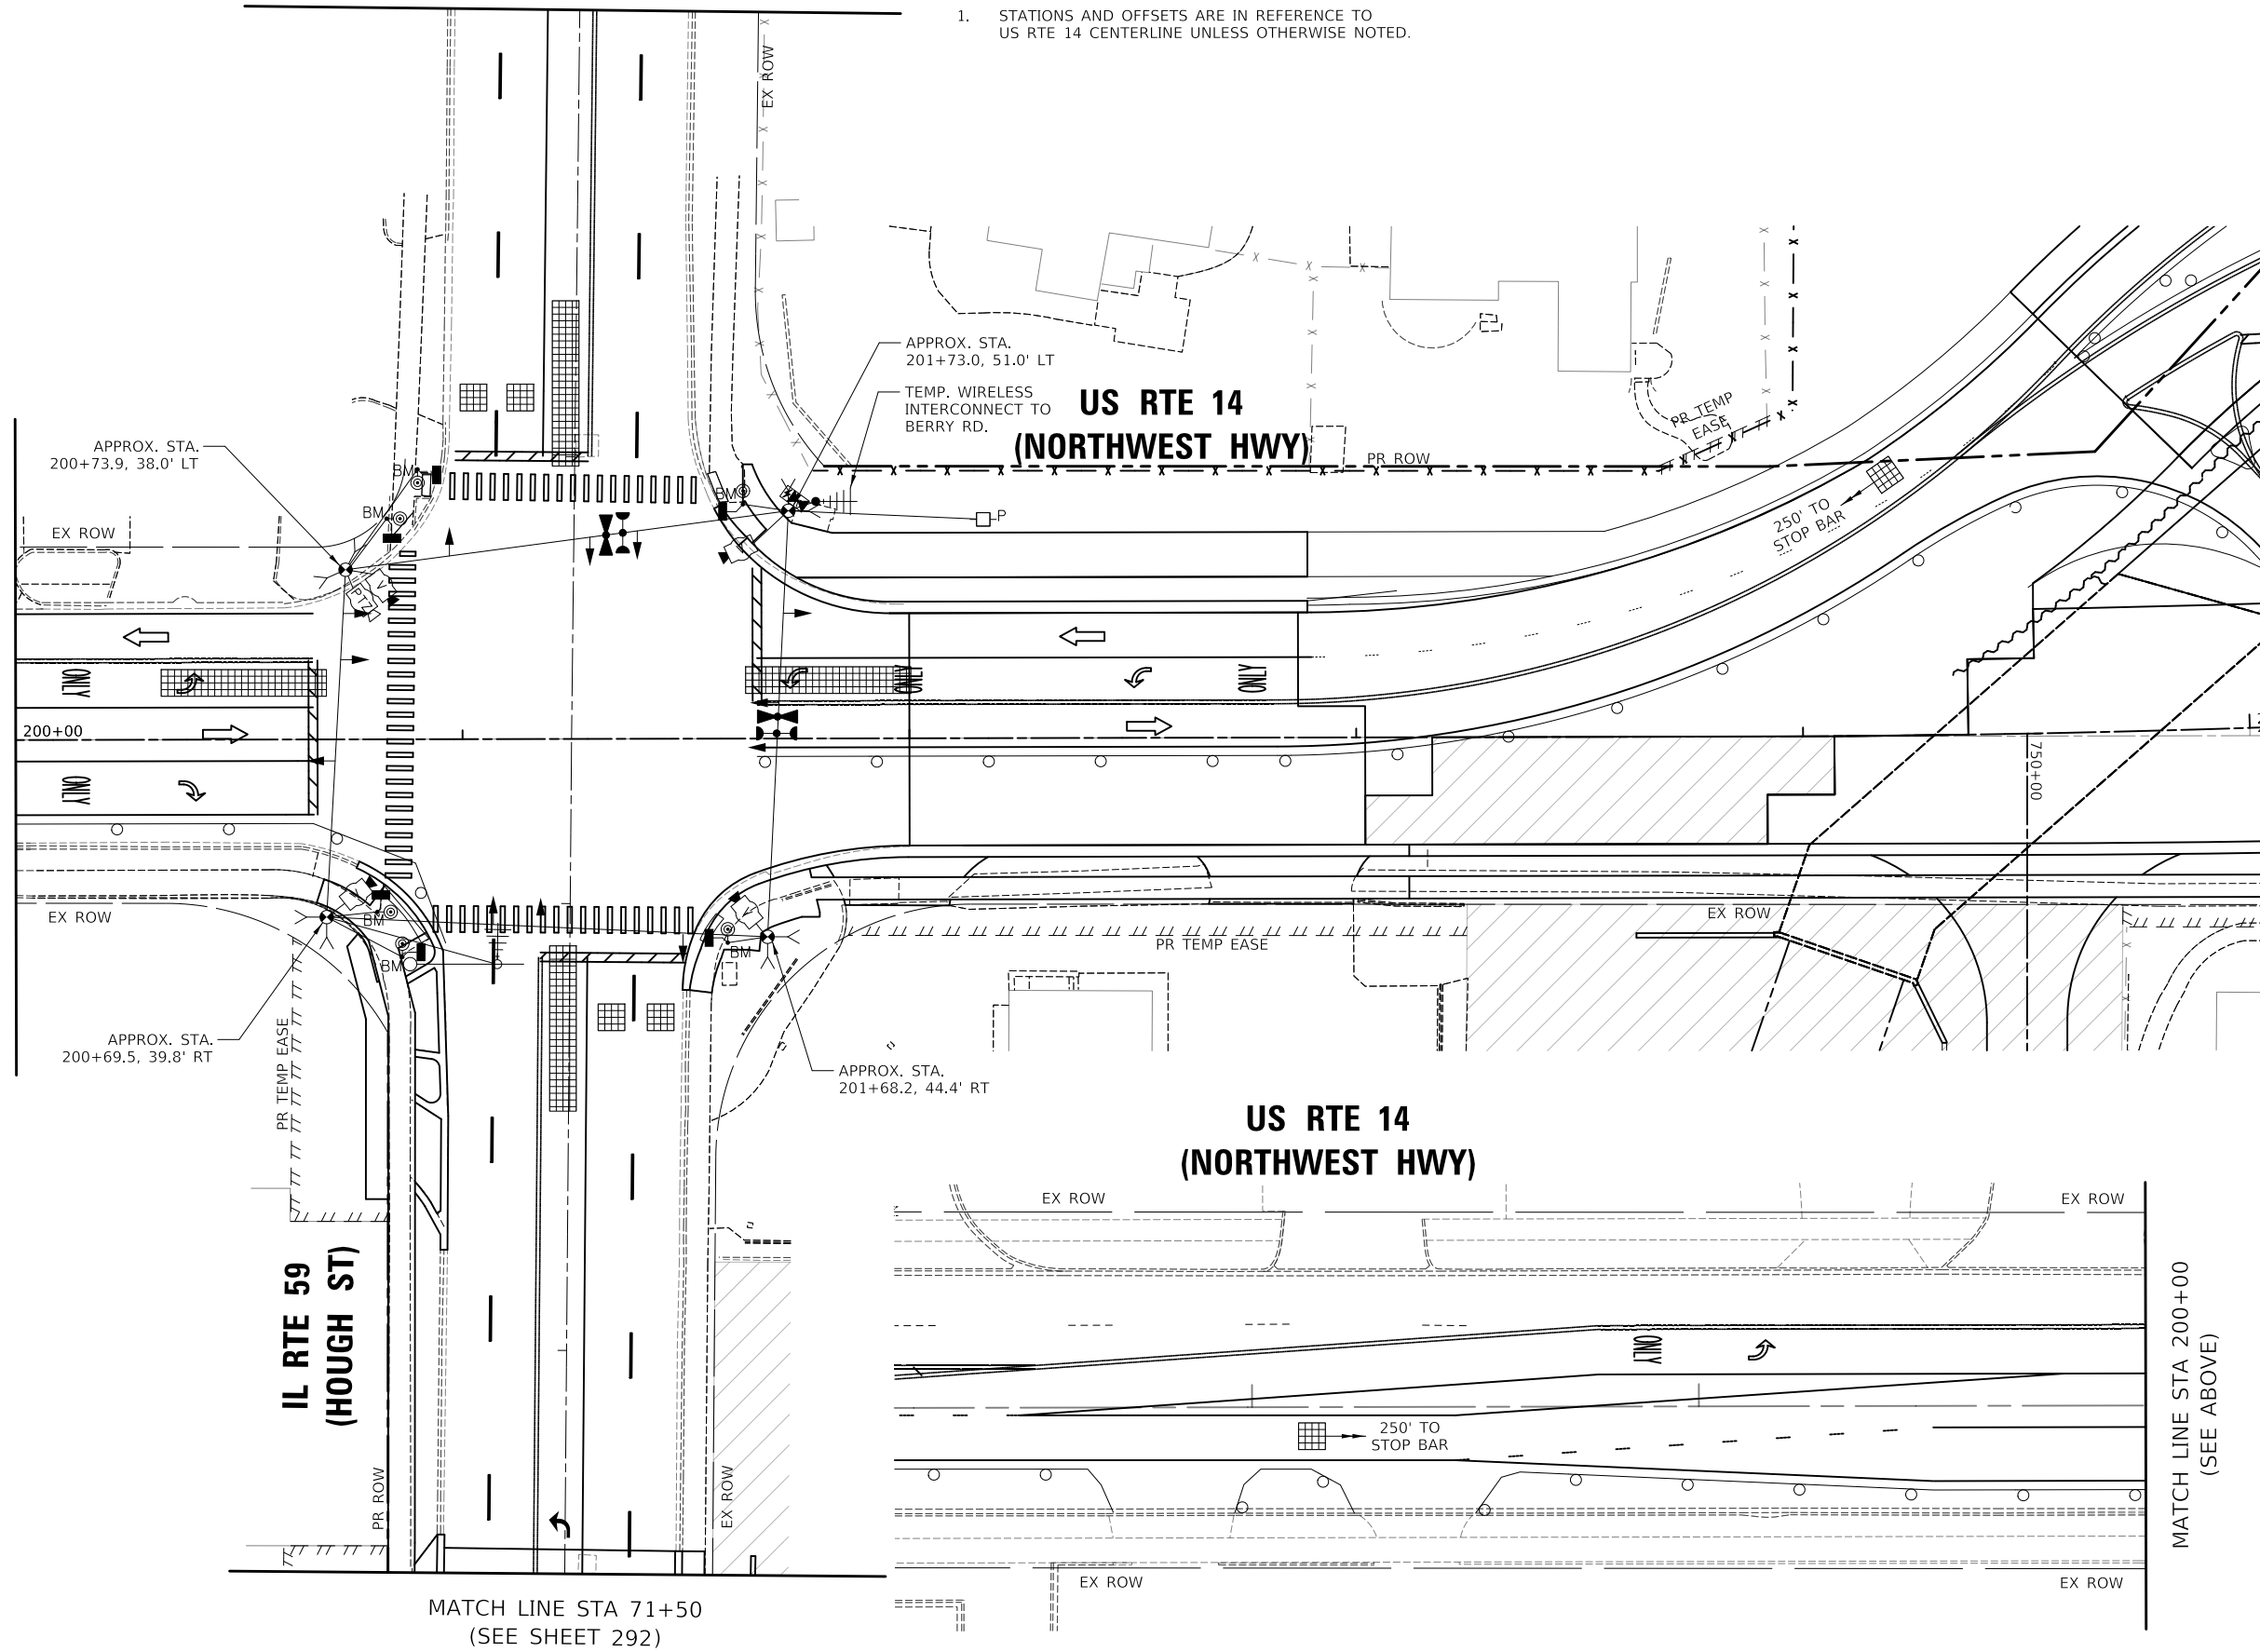 1. STATIONS AND OFFSETS ARE IN REFERENCE TO
US RTE 14 CENTERLINE UNLESS OTHERWISE NOTED.
EX ROW
APPROX. STA.
201+73.0, 51.0' LT
TEMP. WIRELESS
INTERCONNECT TO
BERRY RD.
US RTE 14
(NORTHWEST HWY)
PR TEMP
EASE
PR ROW
APPROX. STA.
200+73.9, 38.0' LT
BM
BM
BM
P
250' TO
STOP BAR
EX ROW
PTZ
ONLY
ONLY
ONLY
200+00
750+00
ONLY
EX ROW
BM
BM
BM
EX ROW
PR TEMP EASE
APPROX. STA.
200+69.5, 39.8' RT
PR TEMP EASE
APPROX. STA.
201+68.2, 44.4' RT
US RTE 14
(NORTHWEST HWY)
EX ROW
EX ROW
IL RTE 59
(HOUGH ST)
ONLY
250' TO
STOP BAR
MATCH LINE STA 200+00
(SEE ABOVE)
PR ROW
EX ROW
EX ROW
EX ROW
MATCH LINE STA 71+50
(SEE SHEET 292)